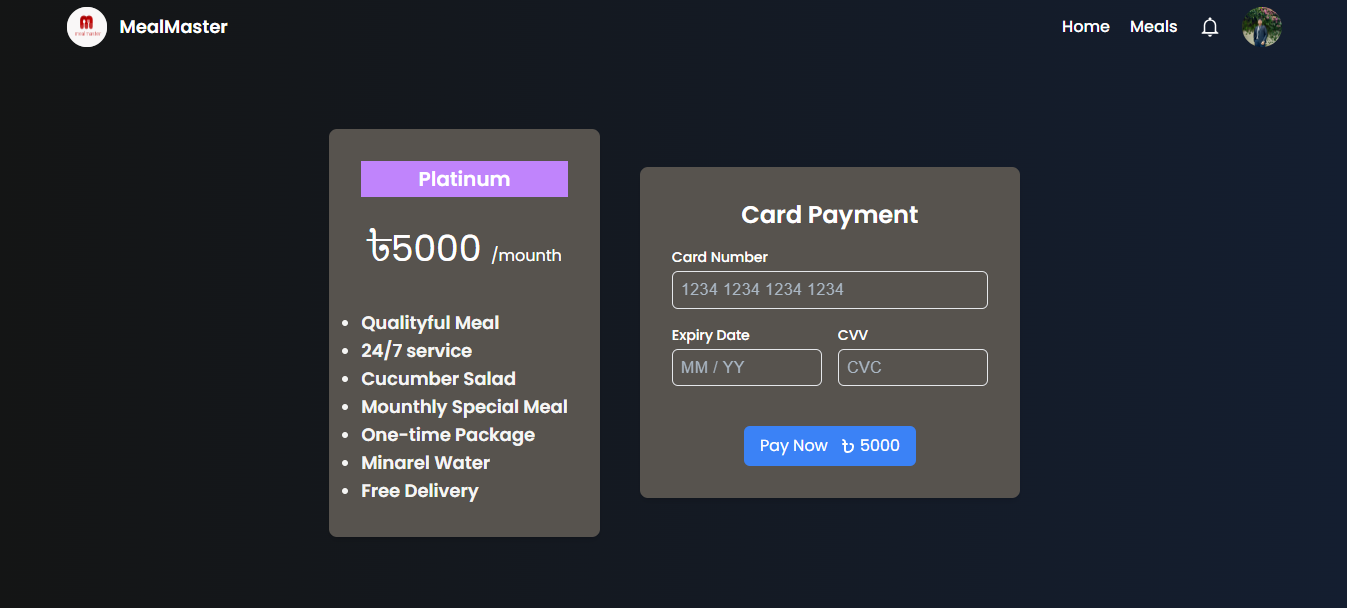 meal master
MealMaster
Home
Meals
Platinum
৳5000 /mounth
Qualityful Meal
24/7 service
Cucumber Salad
Mounthly Special Meal
One-time Package
Minarel Water
Free Delivery
Card Payment
Card Number
1234 1234 1234 1234
Expiry Date
CVV
MM / YY
CVC
Pay Now ৳ 5000